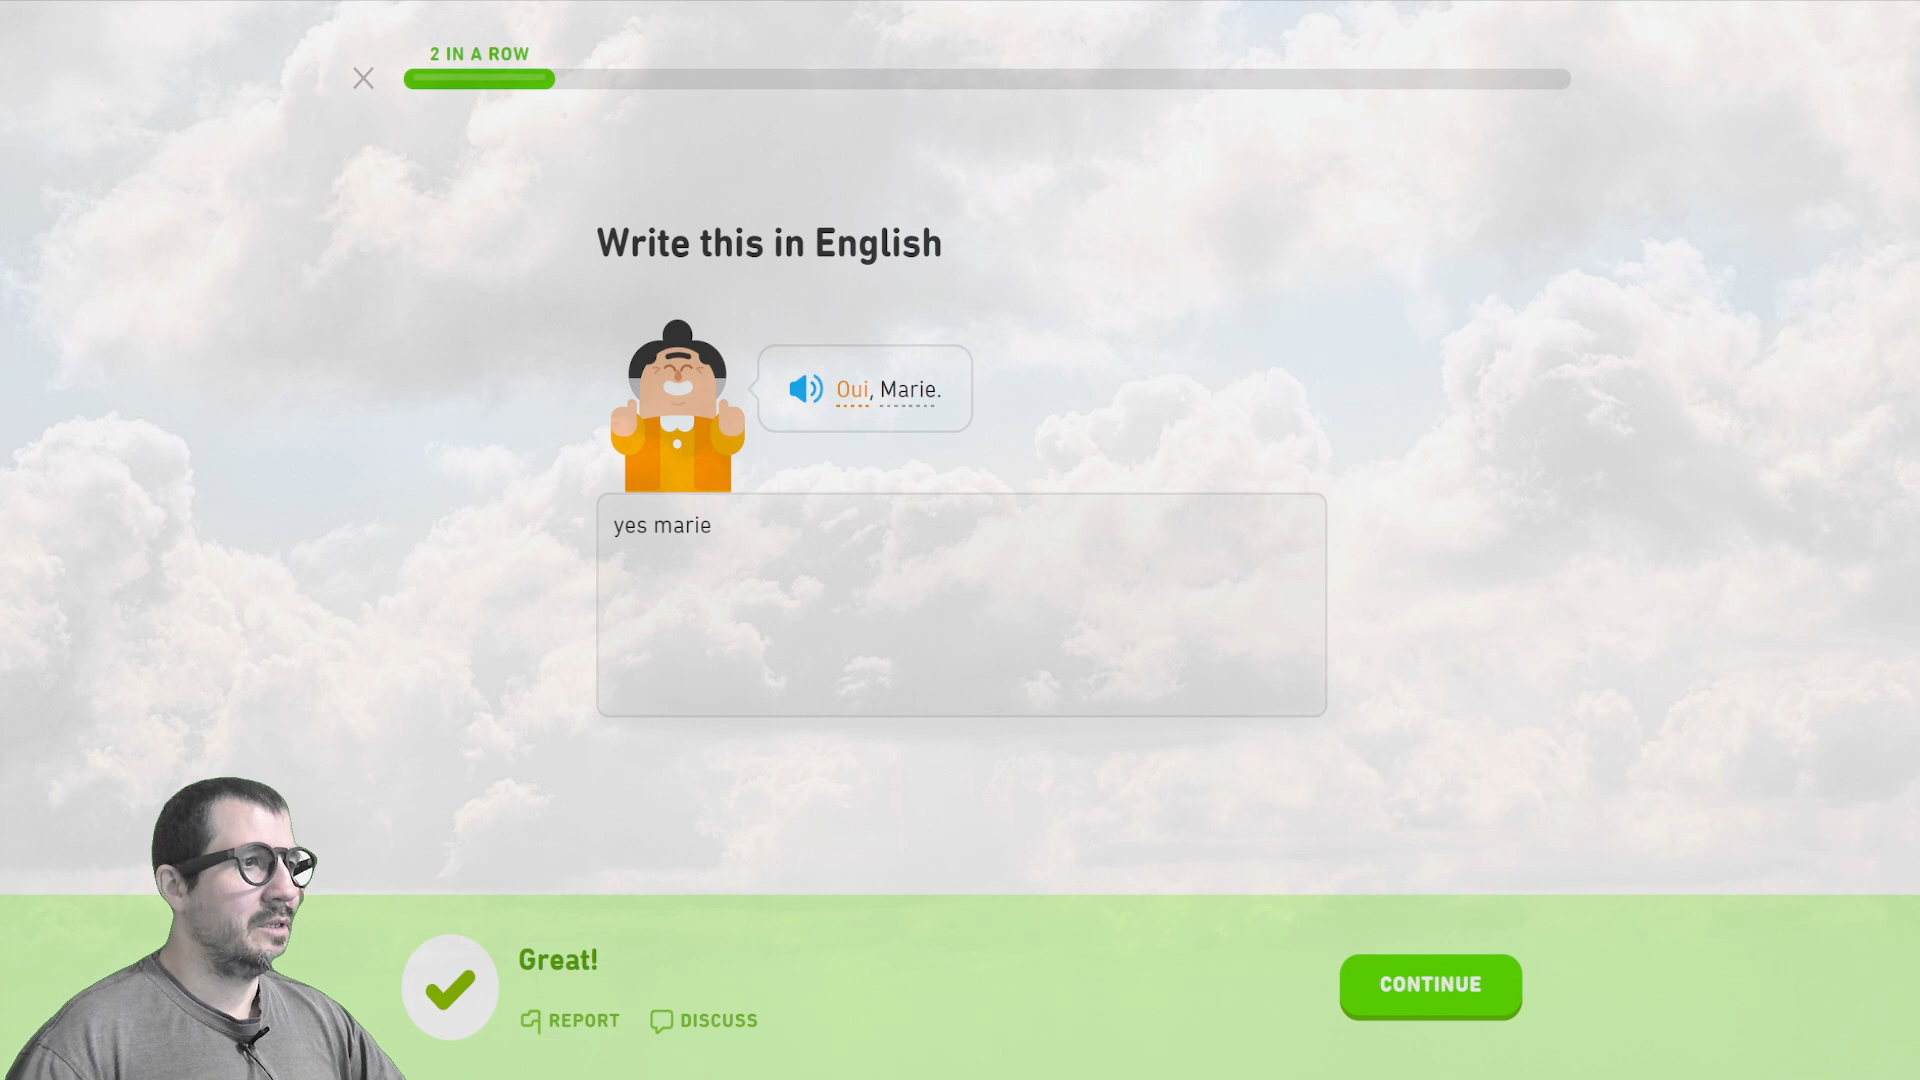 2 IN A ROW
Write this in English
Oui, Marie.
yes marie
Great!
REPORT
DISCUSS
CONTINUE